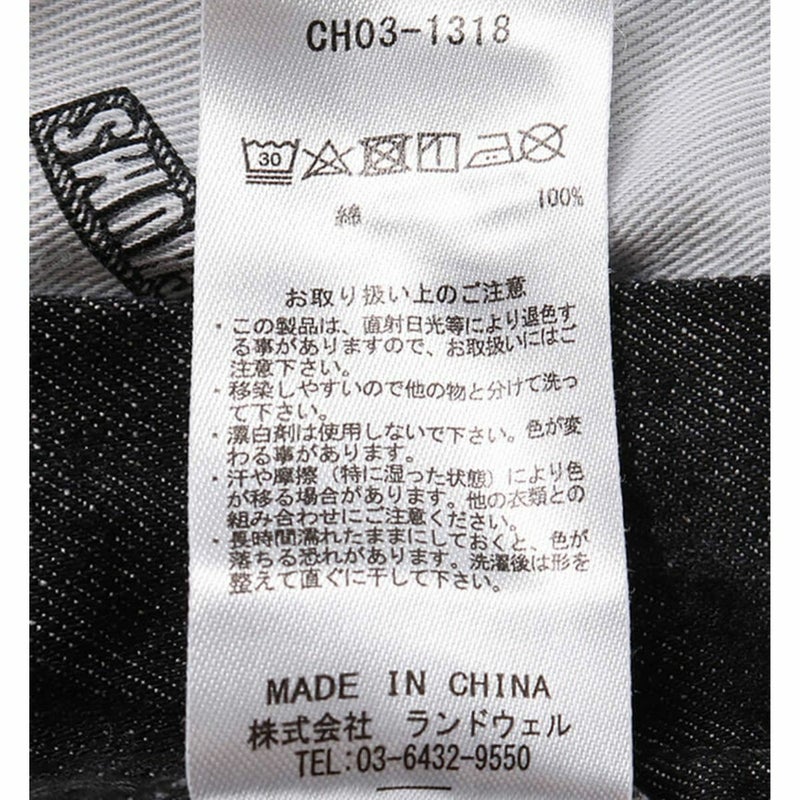 CH03-1318
30
綿 100%
お取り扱い上のご注意
・この製品は、直射日光等により退色す
る事がありますので、お取扱いにはご
注意下さい。
・移染しやすいので他の物と分けて洗っ
て下さい。
・漂白剤は使用しないで下さい。色が変
わる事があります。
・汗や摩擦（特に湿った状態）により色
が移る場合があります。他の衣類との
組み合わせにご注意ください。
・長時間濡れたままにしておくと、色が
落ちる恐れがあります。洗濯後は形を
整えて直ぐに干して下さい。
MADE IN CHINA
株式会社 ランドウェル
TEL:03-6432-9550